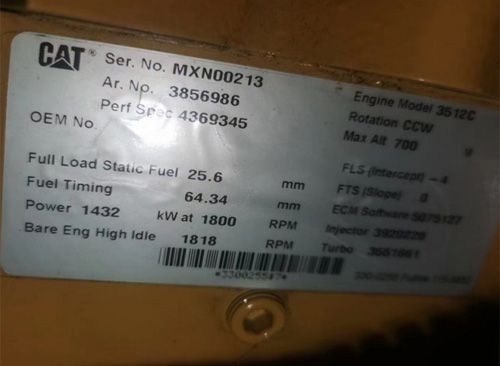 CAT® Ser. No. MXN00213
Ar. No. 3856986
Perf Spec 4369345
OEM No.
Engine Model 3512C
Rotation CCW
Max Alt 700
Full Load Static Fuel 25.6 mm
Fuel Timing 64.34 mm
Power 1432 kW at 1800 RPM
Bare Eng High Idle 1818 RPM
FLS (Intercept) -4
FTS (Slope) 0
ECM Software
Injector 3920226
Turbo